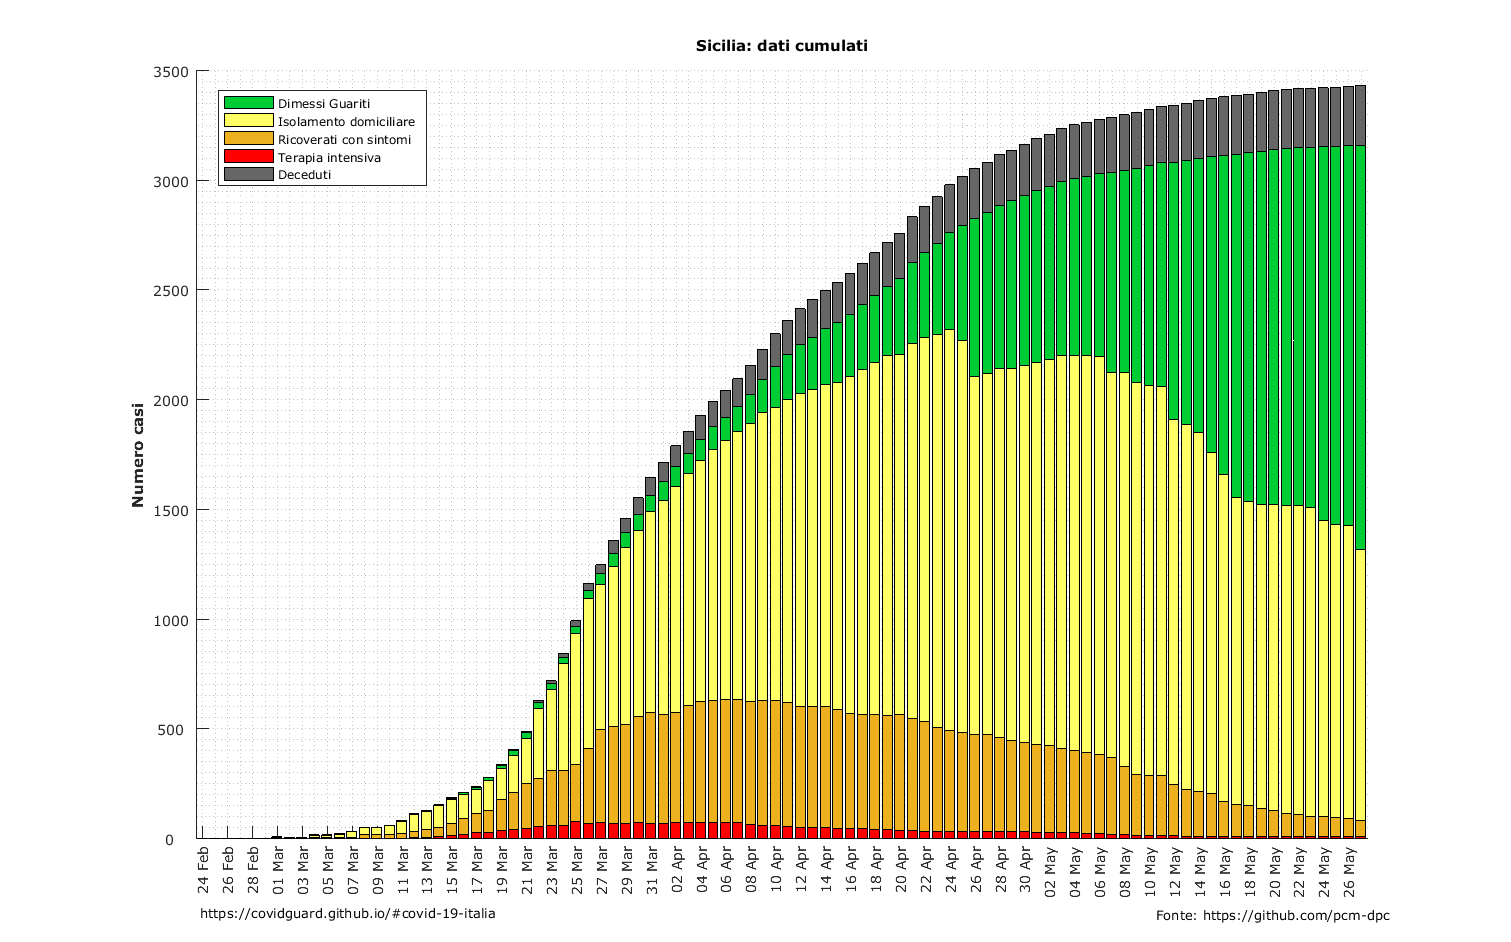 Sicilia: dati cumulati
3500
3000
2500
2000
1500
1000
500
0
Numero casi
Dimessi Guariti
Isolamento domiciliare
Ricoverati con sintomi
Terapia intensiva
Deceduti
24 Feb
26 Feb
28 Feb
01 Mar
03 Mar
05 Mar
07 Mar
09 Mar
11 Mar
13 Mar
15 Mar
17 Mar
19 Mar
21 Mar
23 Mar
25 Mar
27 Mar
29 Mar
31 Mar
02 Apr
04 Apr
06 Apr
08 Apr
10 Apr
12 Apr
14 Apr
16 Apr
18 Apr
20 Apr
22 Apr
24 Apr
26 Apr
28 Apr
30 Apr
02 May
04 May
06 May
08 May
10 May
12 May
14 May
16 May
18 May
20 May
22 May
24 May
26 May
https://covidguard.github.io/#covid-19-italia
Fonte: https://github.com/pcm-dpc